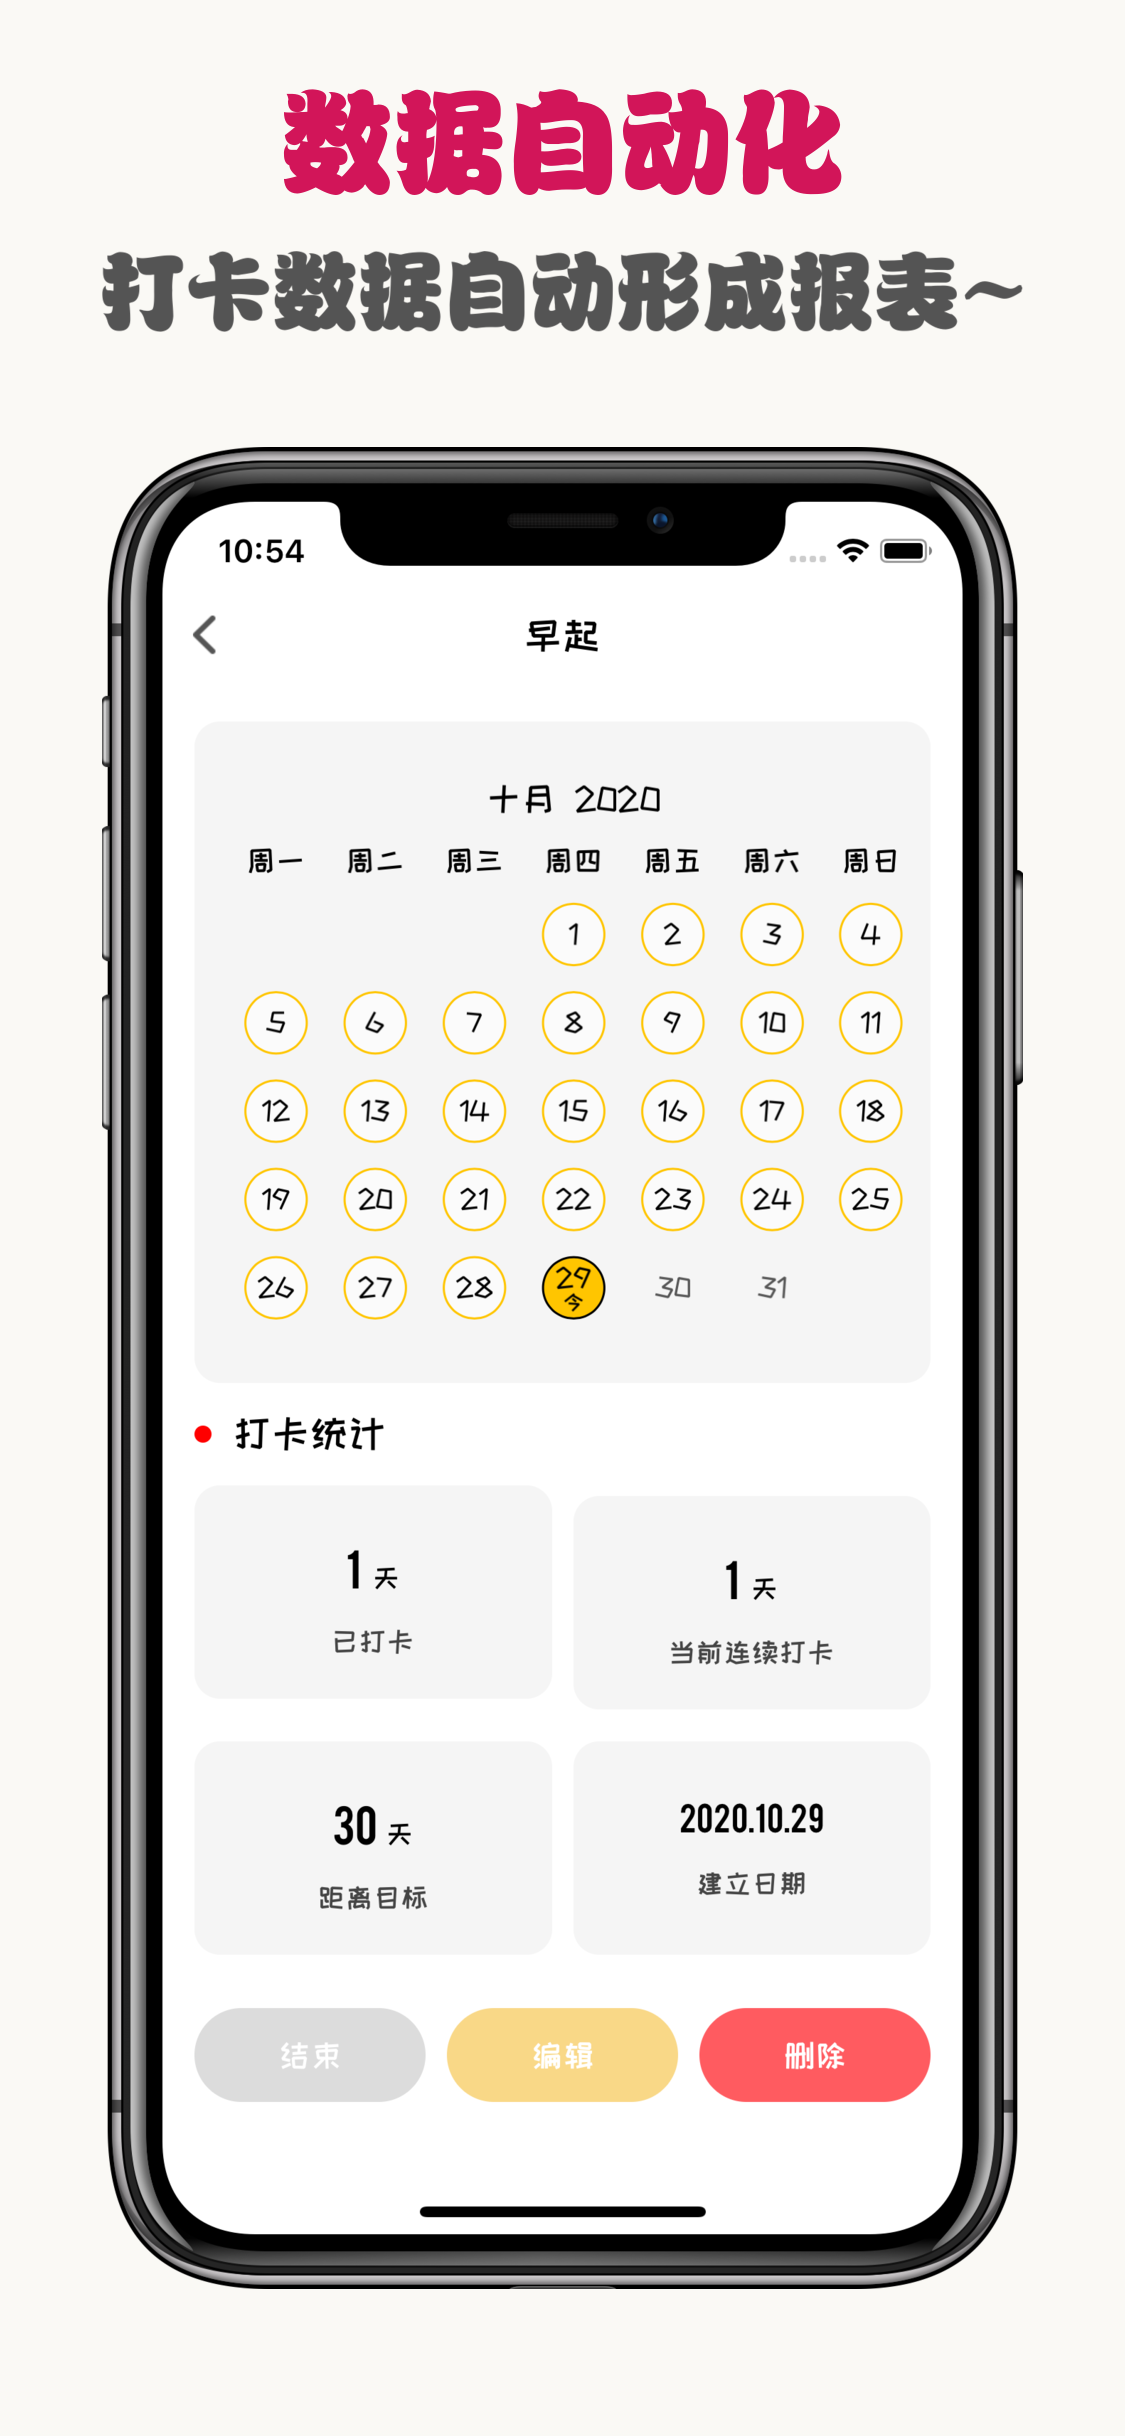 数据自动化
打卡数据自动形成报表~
10:54
早起
十月 2020
周一 周二 周三 周四 周五 周六 周日
1 2 3 4
5 6 7 8 9 10 11
12 13 14 15 16 17 18
19 20 21 22 23 24 25
26 27 28 29 30 31
今
打卡统计
1 天 1 天
已打卡 当前连续打卡
30 天 2020.10.29
距离目标 建立日期
结束 编辑 删除